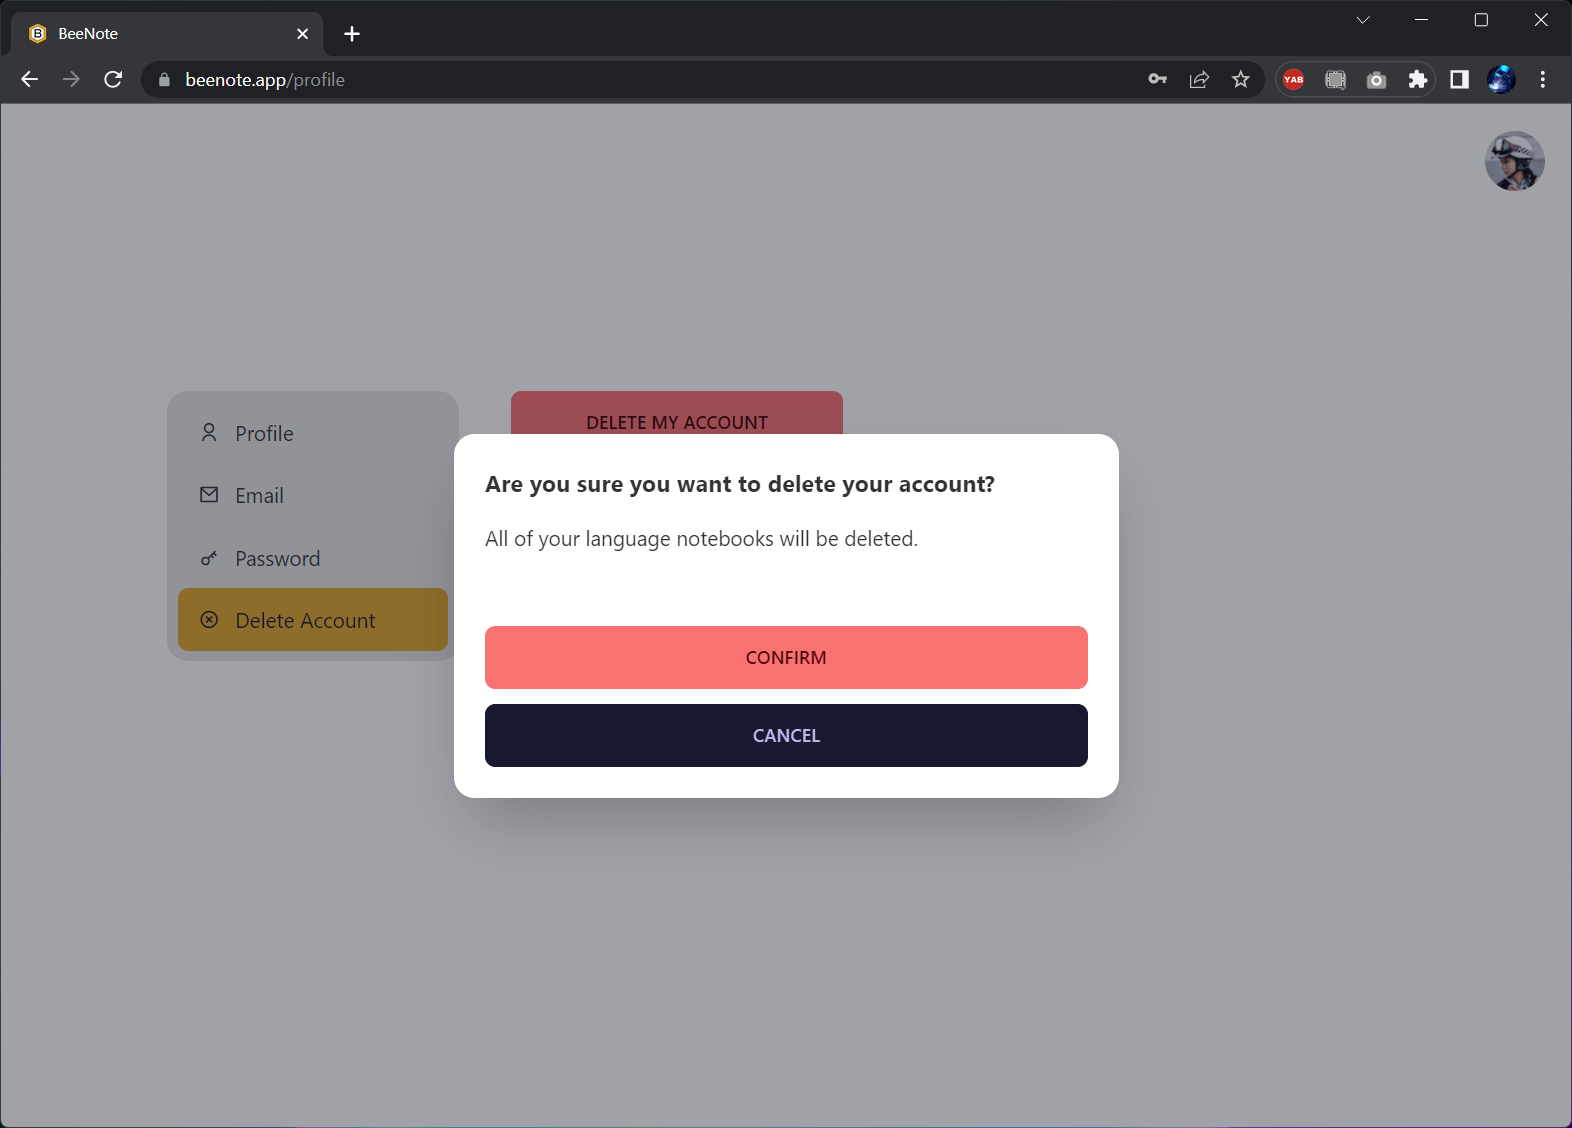 BeeNote
beenote.app/profile
YAB
DELETE MY ACCOUNT
Profile
Email
Password
Delete Account
Are you sure you want to delete your account?
All of your language notebooks will be deleted.
CONFIRM
CANCEL